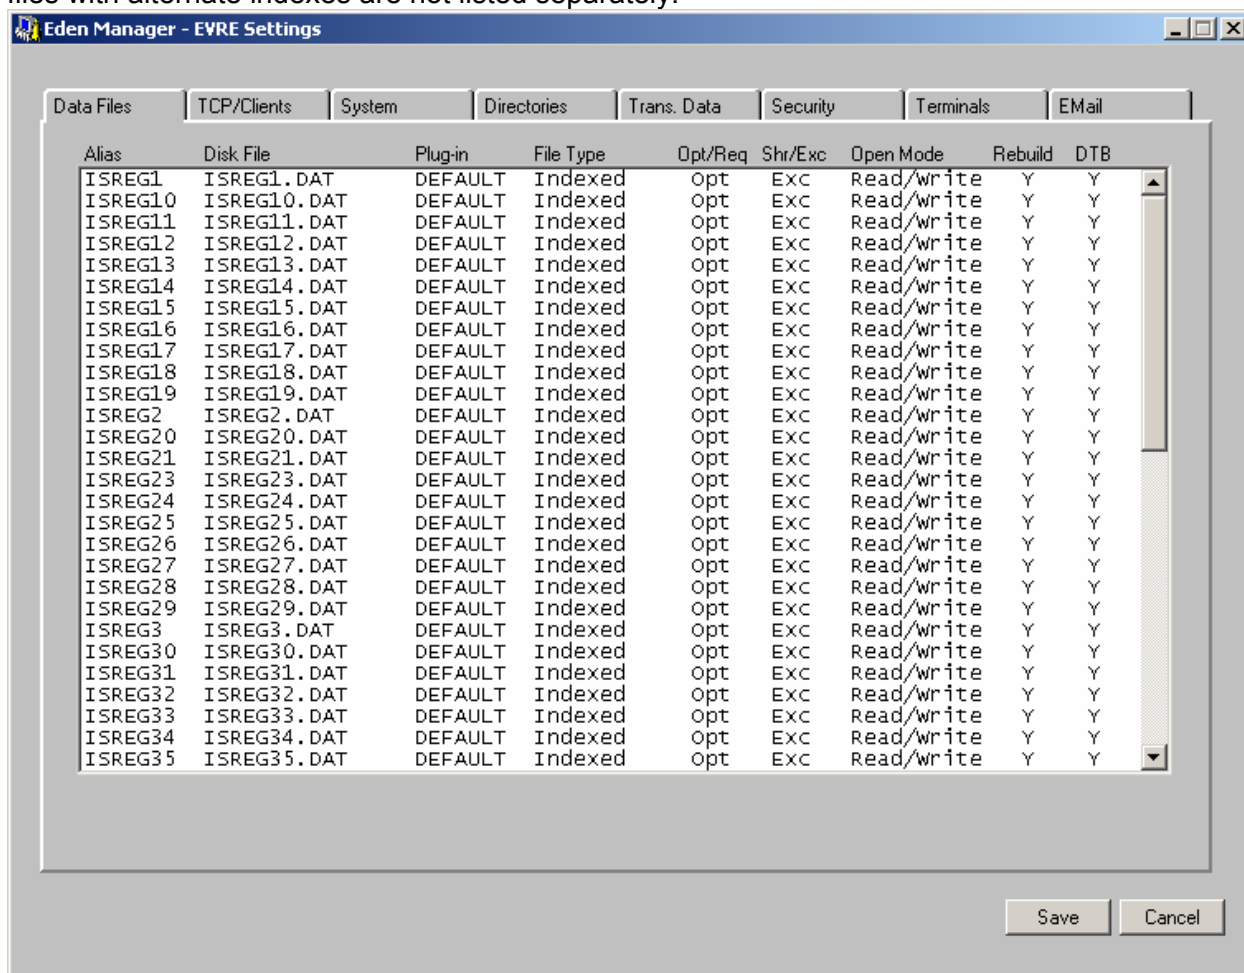 files with alternate indexes are not listed separately.
Eden Manager - EVRE Settings
Data Files TCP/Clients System Directories Trans. Data Security Terminals EMail
Alias Disk File Plug-in File Type Opt/Req Shr/Exc Open Mode Rebuild DTB
ISREG1 ISREG1.DAT DEFAULT Indexed Opt Exc Read/Write Y Y
ISREG10 ISREG10.DAT DEFAULT Indexed Opt Exc Read/Write Y Y
ISREG11 ISREG11.DAT DEFAULT Indexed Opt Exc Read/Write Y Y
ISREG12 ISREG12.DAT DEFAULT Indexed Opt Exc Read/Write Y Y
ISREG13 ISREG13.DAT DEFAULT Indexed Opt Exc Read/Write Y Y
ISREG14 ISREG14.DAT DEFAULT Indexed Opt Exc Read/Write Y Y
ISREG15 ISREG15.DAT DEFAULT Indexed Opt Exc Read/Write Y Y
ISREG16 ISREG16.DAT DEFAULT Indexed Opt Exc Read/Write Y Y
ISREG17 ISREG17.DAT DEFAULT Indexed Opt Exc Read/Write Y Y
ISREG18 ISREG18.DAT DEFAULT Indexed Opt Exc Read/Write Y Y
ISREG19 ISREG19.DAT DEFAULT Indexed Opt Exc Read/Write Y Y
ISREG2 ISREG2.DAT DEFAULT Indexed Opt Exc Read/Write Y Y
ISREG20 ISREG20.DAT DEFAULT Indexed Opt Exc Read/Write Y Y
ISREG21 ISREG21.DAT DEFAULT Indexed Opt Exc Read/Write Y Y
ISREG23 ISREG23.DAT DEFAULT Indexed Opt Exc Read/Write Y Y
ISREG24 ISREG24.DAT DEFAULT Indexed Opt Exc Read/Write Y Y
ISREG25 ISREG25.DAT DEFAULT Indexed Opt Exc Read/Write Y Y
ISREG26 ISREG26.DAT DEFAULT Indexed Opt Exc Read/Write Y Y
ISREG27 ISREG27.DAT DEFAULT Indexed Opt Exc Read/Write Y Y
ISREG28 ISREG28.DAT DEFAULT Indexed Opt Exc Read/Write Y Y
ISREG29 ISREG29.DAT DEFAULT Indexed Opt Exc Read/Write Y Y
ISREG3 ISREG3.DAT DEFAULT Indexed Opt Exc Read/Write Y Y
ISREG30 ISREG30.DAT DEFAULT Indexed Opt Exc Read/Write Y Y
ISREG31 ISREG31.DAT DEFAULT Indexed Opt Exc Read/Write Y Y
ISREG32 ISREG32.DAT DEFAULT Indexed Opt Exc Read/Write Y Y
ISREG33 ISREG33.DAT DEFAULT Indexed Opt Exc Read/Write Y Y
ISREG34 ISREG34.DAT DEFAULT Indexed Opt Exc Read/Write Y Y
ISREG35 ISREG35.DAT DEFAULT Indexed Opt Exc Read/Write Y Y
Save Cancel